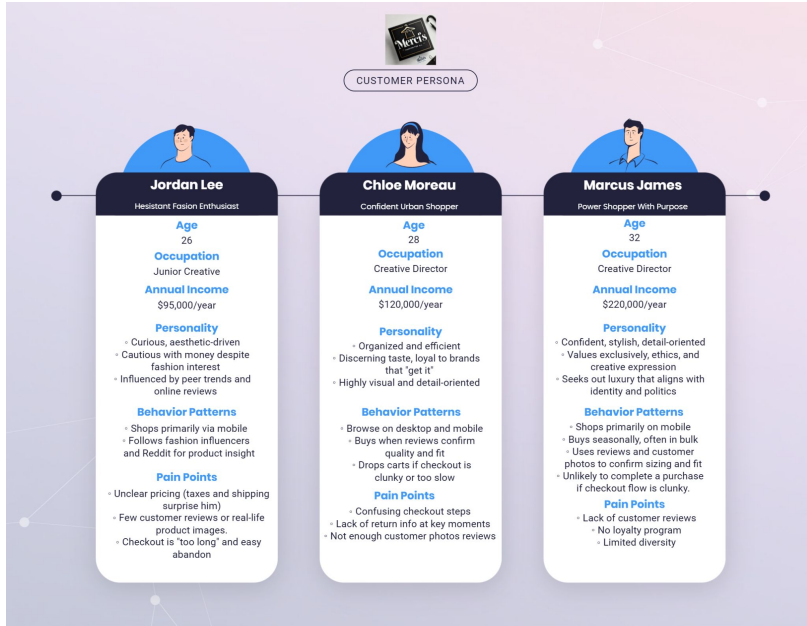 Merci's
CUSTOMER PERSONA
Jordan Lee
Hesistant Fasion Enthusiast
Age
26
Occupation
Junior Creative
Annual Income
$95,000/year
Personality
◦ Curious, aesthetic-driven
◦ Cautious with money despite
fashion interest
◦ Influenced by peer trends and
online reviews
Behavior Patterns
◦ Shops primarily via mobile
◦ Follows fashion influencers
and Reddit for product insight
Pain Points
◦ Unclear pricing (taxes and shipping
surprise him)
◦ Few customer reviews or real-life
product images.
◦ Checkout is "too long" and easy
abandon
Chloe Moreau
Confident Urban Shopper
Age
28
Occupation
Creative Director
Annual Income
$120,000/year
Personality
◦ Organized and efficient
◦ Discerning taste, loyal to brands
that "get it"
◦ Highly visual and detail-oriented
Behavior Patterns
◦ Browse on desktop and mobile
◦ Buys when reviews confirm
quality and fit
◦ Drops carts if checkout is
clunky or too slow
Pain Points
◦ Confusing checkout steps
◦ Lack of return info at key moments
◦ Not enough customer photos reviews
Marcus James
Power Shopper With Purpose
Age
32
Occupation
Creative Director
Annual Income
$220,000/year
Personality
◦ Confident, stylish, detail-oriented
◦ Values exclusively, ethics, and
creative expression
◦ Seeks out luxury that aligns with
identity and politics
Behavior Patterns
◦ Shops primarily on mobile
◦ Buys seasonally, often in bulk
◦ Uses reviews and customer
photos to confirm sizing and fit
◦ Unlikely to complete a purchase
if checkout flow is clunky.
Pain Points
◦ Lack of customer reviews
◦ No loyalty program
◦ Limited diversity